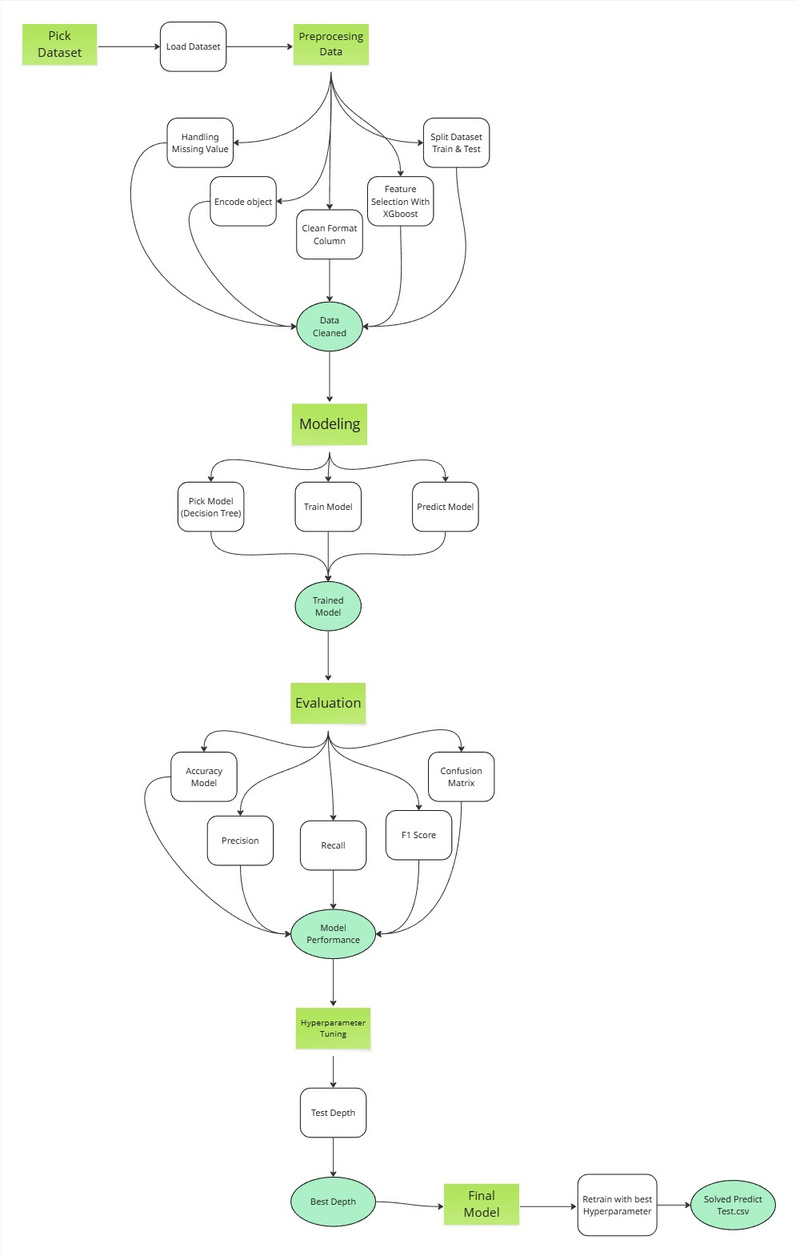 Pick
Dataset
Load Dataset
Preprocesing
Data
Handling
Missing Value
Split Dataset
Train & Test
Encode object
Feature
Selection With
XGboost
Clean Format
Column
Data
Cleaned
Modeling
Pick Model
(Decision Tree)
Train Model
Predict Model
Trained
Model
Evaluation
Accuracy
Model
Confusion
Matrix
Precision
Recall
F1 Score
Model
Performance
Hyperparameter
Tuning
Test Depth
Best Depth
Final
Model
Retrain with best
Hyperparameter
Solved Predict
Test.csv